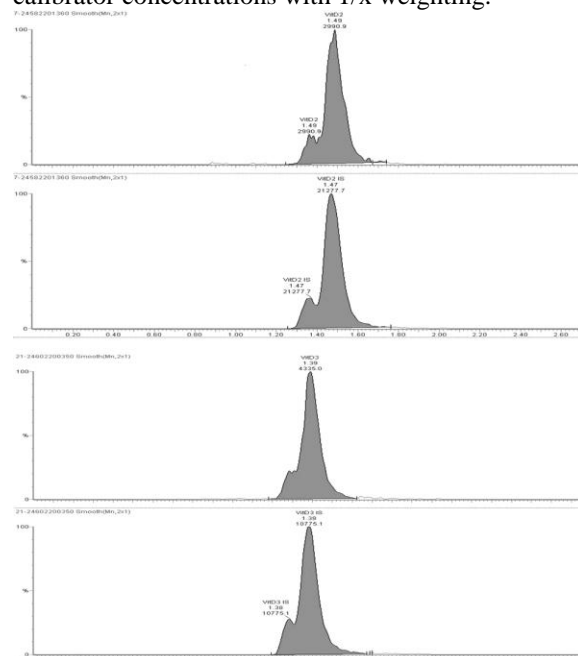 calibrator concentrations with 1/x weighting.
7-24502201360 Smooth(Mn,2x1)
VitD2
1.49
2990.9
100
VitD2
1.49
2990.9
%
0
7-24502201360 Smooth(Mn,2x1)
VitD2 IS
1.47
21277.7
100
VitD2 IS
1.47
21277.7
%
0
0.20 0.40 0.60 0.80 1.00 1.20 1.40 1.60 1.80 2.00 2.20 2.40 2.60
21-24602200350 Smooth(Mn,2x1)
VitD3
1.39
100
%
0
21-24602200350 Smooth(Mn,2x1)
VitD3 IS
1.38
10775.1
100
VitD3 IS
1.38
10775.1
%
0